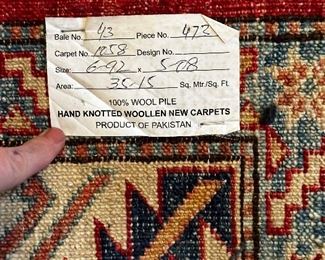 Bale No. 43 Piece No. 472
Carpet No. 1258 Design No.
Size: 6-92 x 5-08
Area: 35-15 Sq. Mtr./Sq. Ft.
100% WOOL PILE
HAND KNOTTED WOOLLEN NEW CARPETS
PRODUCT OF PAKISTAN